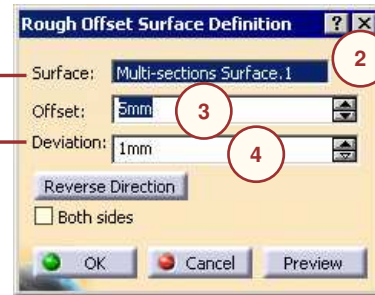 Rough Offset Surface Definition ? X
2
Surface: Multi-sections Surface.1
Offset: 5mm 3
Deviation: 1mm 4
Reverse Direction
Both sides
OK Cancel Preview